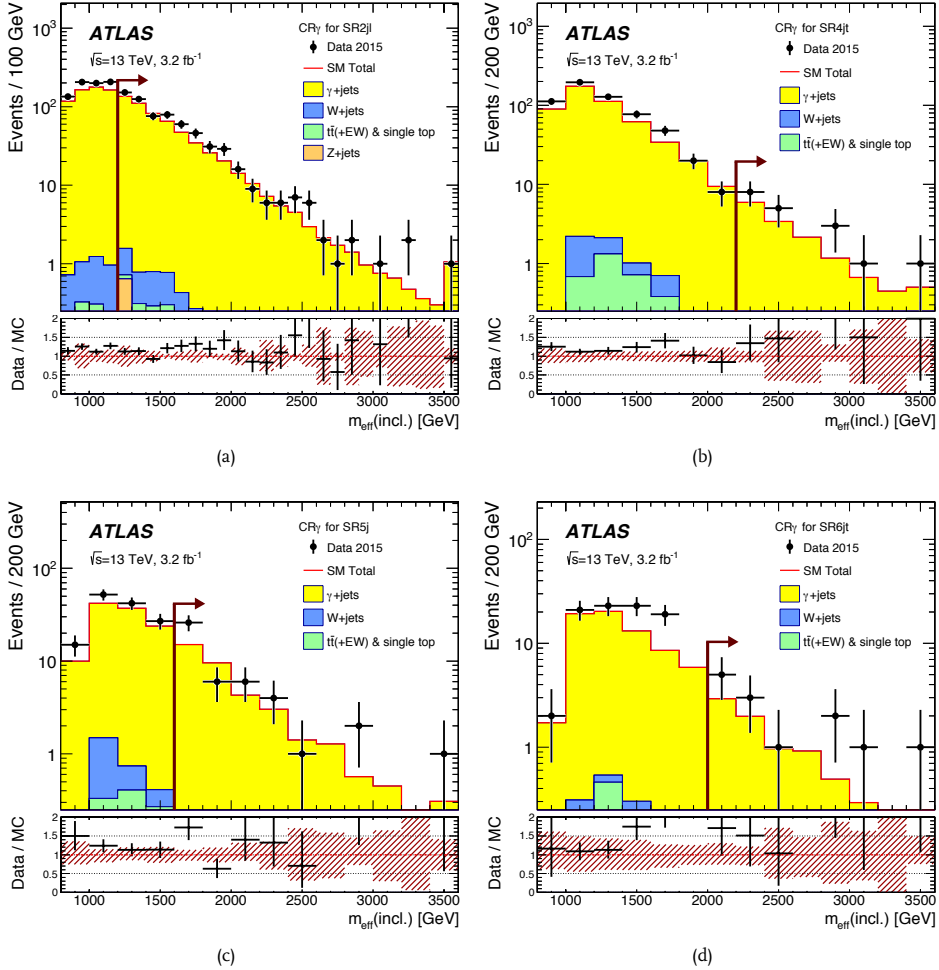 ATLAS
√s=13 TeV, 3.2 fb⁻¹
CRγ for SR2jl
Data 2015
SM Total
γ+jets
W+jets
tt̄(+EW) & single top
Z+jets
Events / 100 GeV
10³
10²
10
1
Data / MC
2
1.5
1
0.5
0
1000 1500 2000 2500 3000 3500
m_eff(incl.) [GeV]
(a)
ATLAS
√s=13 TeV, 3.2 fb⁻¹
CRγ for SR4jt
Data 2015
SM Total
γ+jets
W+jets
tt̄(+EW) & single top
Events / 200 GeV
10³
10²
10
1
Data / MC
2
1.5
1
0.5
0
1000 1500 2000 2500 3000 3500
m_eff(incl.) [GeV]
(b)
ATLAS
√s=13 TeV, 3.2 fb⁻¹
CRγ for SR5j
Data 2015
SM Total
γ+jets
W+jets
tt̄(+EW) & single top
Events / 200 GeV
10²
10
1
Data / MC
2
1.5
1
0.5
0
1000 1500 2000 2500 3000 3500
m_eff(incl.) [GeV]
(c)
ATLAS
√s=13 TeV, 3.2 fb⁻¹
CRγ for SR6jt
Data 2015
SM Total
γ+jets
W+jets
tt̄(+EW) & single top
Events / 200 GeV
10²
10
1
Data / MC
2
1.5
1
0.5
0
1000 1500 2000 2500 3000 3500
m_eff(incl.) [GeV]
(d)